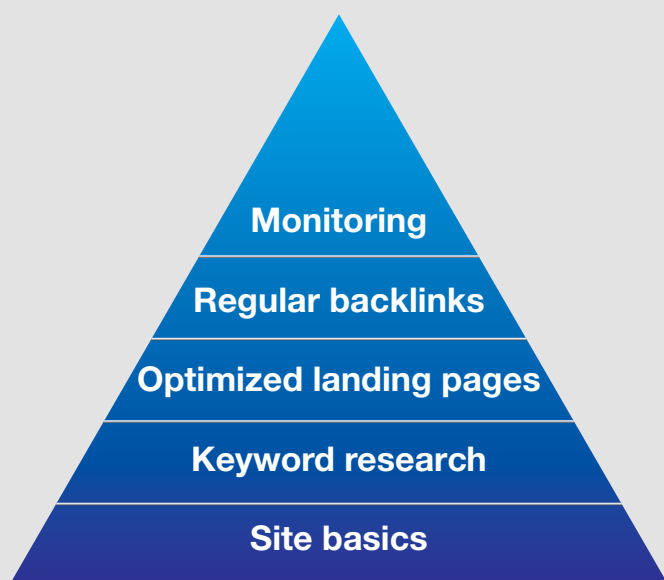 Monitoring
Regular backlinks
Optimized landing pages
Keyword research
Site basics